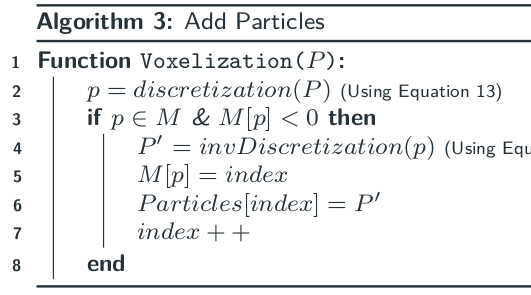 Algorithm 3: Add Particles
1 Function Voxelization(P):
2 p = discretization(P) (Using Equation 13)
3 if p ∈ M & M[p] < 0 then
4 P′ = invDiscretization(p) (Using Equ
5 M[p] = index
6 Particles[index] = P′
7 index + +
8 end